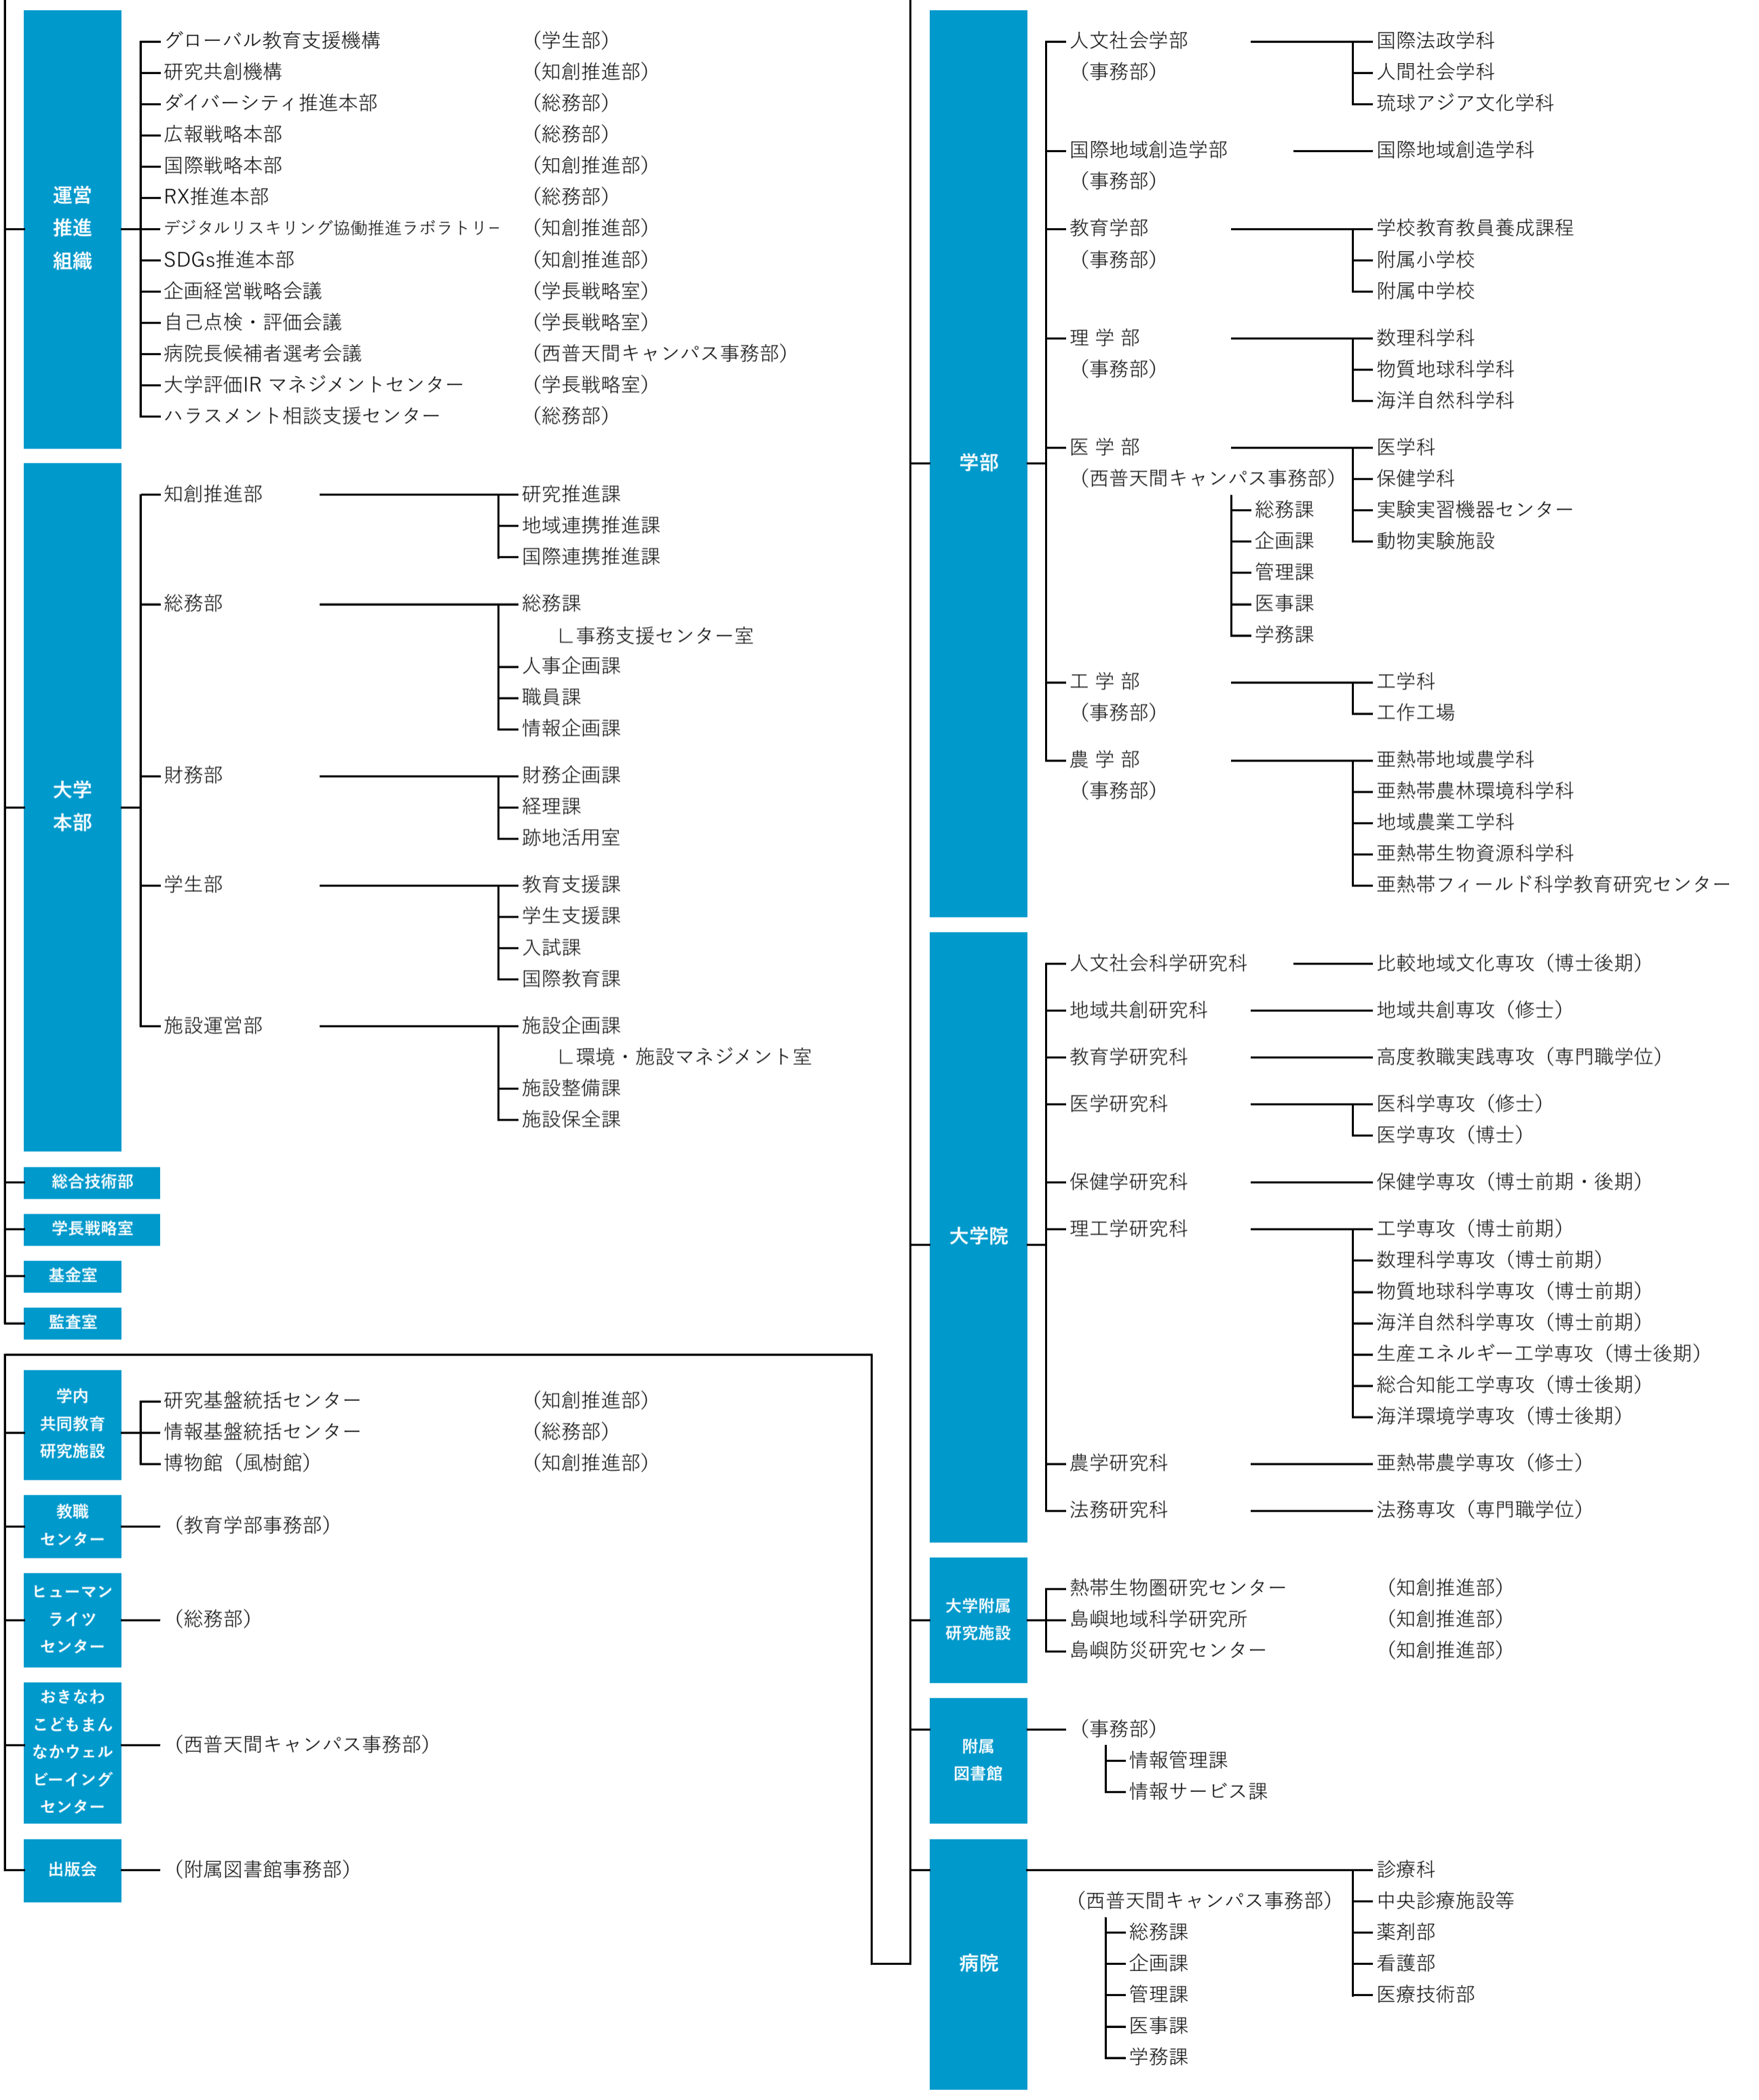 運営
推進
組織
グローバル教育支援機構 （学生部）
研究共創機構 （知創推進部）
ダイバーシティ推進本部 （総務部）
広報戦略本部 （総務部）
国際戦略本部 （知創推進部）
RX推進本部 （総務部）
デジタルリスキリング協働推進ラボラトリー （知創推進部）
SDGs推進本部 （知創推進部）
企画経営戦略会議 （学長戦略室）
自己点検・評価会議 （学長戦略室）
病院長候補者選考会議 （西普天間キャンパス事務部）
大学評価IR マネジメントセンター （学長戦略室）
ハラスメント相談支援センター （総務部）
大学
本部
知創推進部 研究推進課
地域連携推進課
国際連携推進課
総務部 総務課
∟事務支援センター室
人事企画課
職員課
情報企画課
財務部 財務企画課
経理課
跡地活用室
学生部 教育支援課
学生支援課
入試課
国際教育課
施設運営部 施設企画課
∟環境・施設マネジメント室
施設整備課
施設保全課
総合技術部
学長戦略室
基金室
監査室
学内
共同教育
研究施設
研究基盤統括センター （知創推進部）
情報基盤統括センター （総務部）
博物館（風樹館） （知創推進部）
教職
センター
（教育学部事務部）
ヒューマン
ライツ
センター
（総務部）
おきなわ
こどもまん
なかウェル
ビーイング
センター
（西普天間キャンパス事務部）
出版会
（附属図書館事務部）
学部
人文社会学部 国際法政学科
（事務部） 人間社会学科
琉球アジア文化学科
国際地域創造学部 国際地域創造学科
（事務部）
教育学部 学校教育教員養成課程
（事務部） 附属小学校
附属中学校
理 学 部 数理科学科
（事務部） 物質地球科学科
海洋自然科学科
医 学 部 医学科
（西普天間キャンパス事務部） 保健学科
総務課 実験実習機器センター
企画課 動物実験施設
管理課
医事課
学務課
工 学 部 工学科
（事務部） 工作工場
農 学 部 亜熱帯地域農学科
（事務部） 亜熱帯農林環境科学科
地域農業工学科
亜熱帯生物資源科学科
亜熱帯フィールド科学教育研究センター
大学院
人文社会科学研究科 比較地域文化専攻（博士後期）
地域共創研究科 地域共創専攻（修士）
教育学研究科 高度教職実践専攻（専門職学位）
医学研究科 医科学専攻（修士）
医学専攻（博士）
保健学研究科 保健学専攻（博士前期・後期）
理工学研究科 工学専攻（博士前期）
数理科学専攻（博士前期）
物質地球科学専攻（博士前期）
海洋自然科学専攻（博士前期）
生産エネルギー工学専攻（博士後期）
総合知能工学専攻（博士後期）
海洋環境学専攻（博士後期）
農学研究科 亜熱帯農学専攻（修士）
法務研究科 法務専攻（専門職学位）
大学附属
研究施設
熱帯生物圏研究センター （知創推進部）
島嶼地域科学研究所 （知創推進部）
島嶼防災研究センター （知創推進部）
附属
図書館
（事務部）
情報管理課
情報サービス課
病院
診療科
（西普天間キャンパス事務部） 中央診療施設等
総務課 薬剤部
企画課 看護部
管理課 医療技術部
医事課
学務課